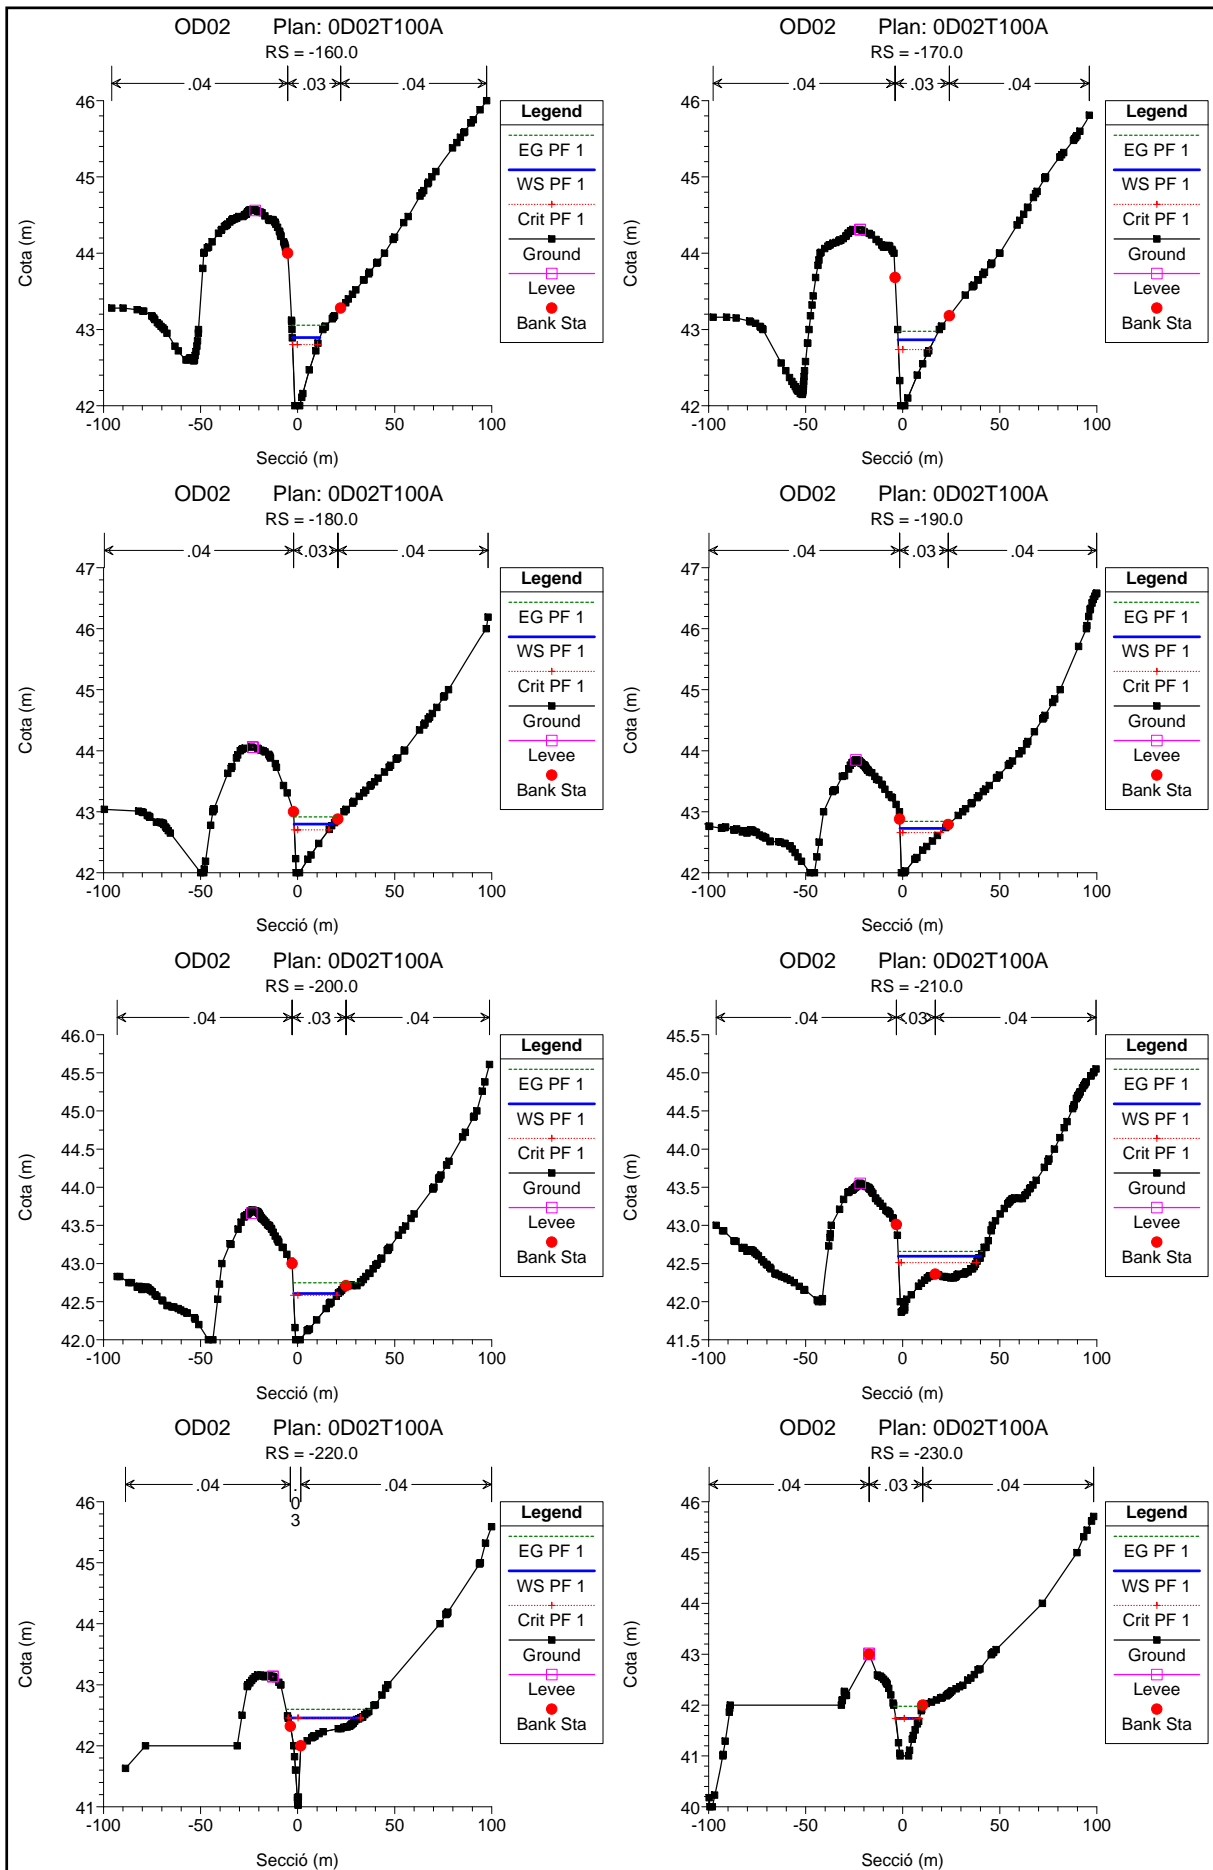 OD02 Plan: 0D02T100A
RS = -160.0
.04 .03 .04
46
45
44
43
42
-100 -50 0 50 100
Cota (m)
Secció (m)
Legend
EG PF 1
WS PF 1
Crit PF 1
Ground
Levee
Bank Sta
OD02 Plan: 0D02T100A
RS = -170.0
.04 .03 .04
46
45
44
43
42
-100 -50 0 50 100
Cota (m)
Secció (m)
Legend
EG PF 1
WS PF 1
Crit PF 1
Ground
Levee
Bank Sta
OD02 Plan: 0D02T100A
RS = -180.0
.04 .03 .04
47
46
45
44
43
42
-100 -50 0 50 100
Cota (m)
Secció (m)
Legend
EG PF 1
WS PF 1
Crit PF 1
Ground
Levee
Bank Sta
OD02 Plan: 0D02T100A
RS = -190.0
.04 .03 .04
47
46
45
44
43
42
-100 -50 0 50 100
Cota (m)
Secció (m)
Legend
EG PF 1
WS PF 1
Crit PF 1
Ground
Levee
Bank Sta
OD02 Plan: 0D02T100A
RS = -200.0
.04 .03 .04
46.0
45.5
45.0
44.5
44.0
43.5
43.0
42.5
42.0
-100 -50 0 50 100
Cota (m)
Secció (m)
Legend
EG PF 1
WS PF 1
Crit PF 1
Ground
Levee
Bank Sta
OD02 Plan: 0D02T100A
RS = -210.0
.04 .03 .04
45.5
45.0
44.5
44.0
43.5
43.0
42.5
42.0
41.5
-100 -50 0 50 100
Cota (m)
Secció (m)
Legend
EG PF 1
WS PF 1
Crit PF 1
Ground
Levee
Bank Sta
OD02 Plan: 0D02T100A
RS = -220.0
.04 .03 .04
46
45
44
43
42
41
-100 -50 0 50 100
Cota (m)
Secció (m)
Legend
EG PF 1
WS PF 1
Crit PF 1
Ground
Levee
Bank Sta
OD02 Plan: 0D02T100A
RS = -230.0
.04 .03 .04
46
45
44
43
42
41
40
-100 -50 0 50 100
Cota (m)
Secció (m)
Legend
EG PF 1
WS PF 1
Crit PF 1
Ground
Levee
Bank Sta